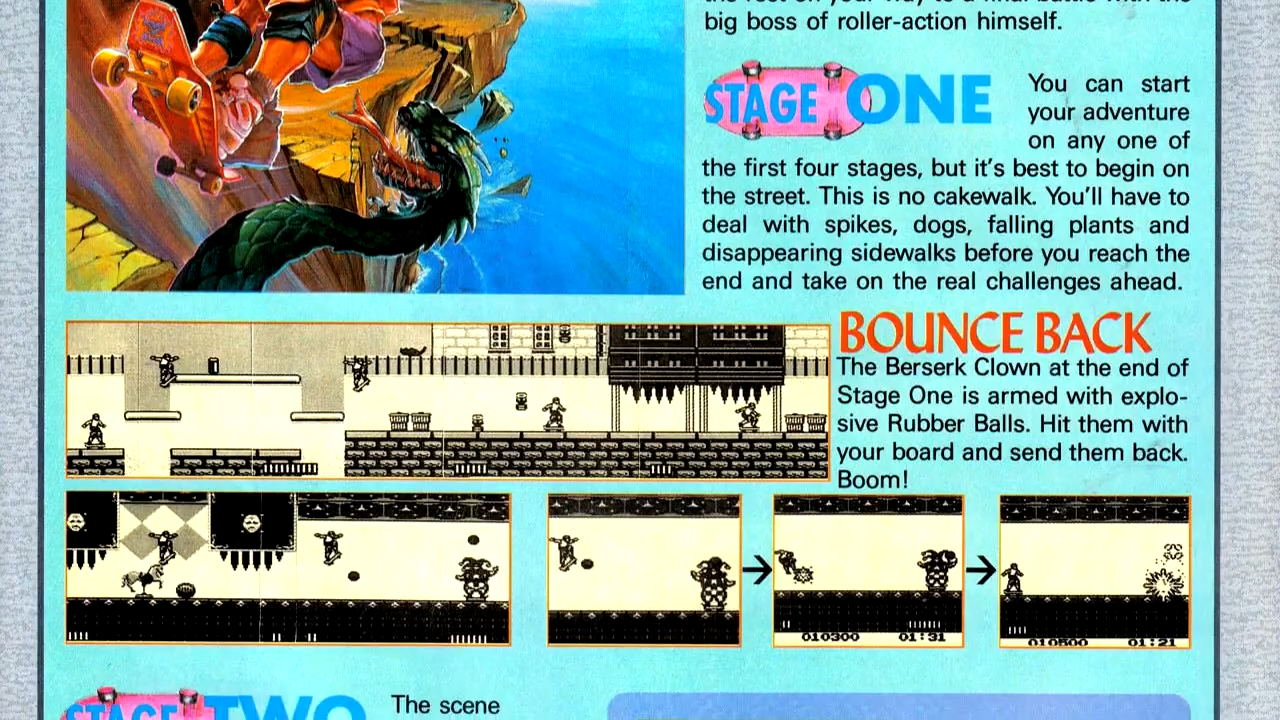 big boss of roller-action himself.
STAGE ONE
You can start
your adventure
on any one of
the first four stages, but it's best to begin on
the street. This is no cakewalk. You'll have to
deal with spikes, dogs, falling plants and
disappearing sidewalks before you reach the
end and take on the real challenges ahead.
BOUNCE BACK
The Berserk Clown at the end of
Stage One is armed with explo-
sive Rubber Balls. Hit them with
your board and send them back.
Boom!
010300 01:31
010500 01:21
STAGE TWO
The scene